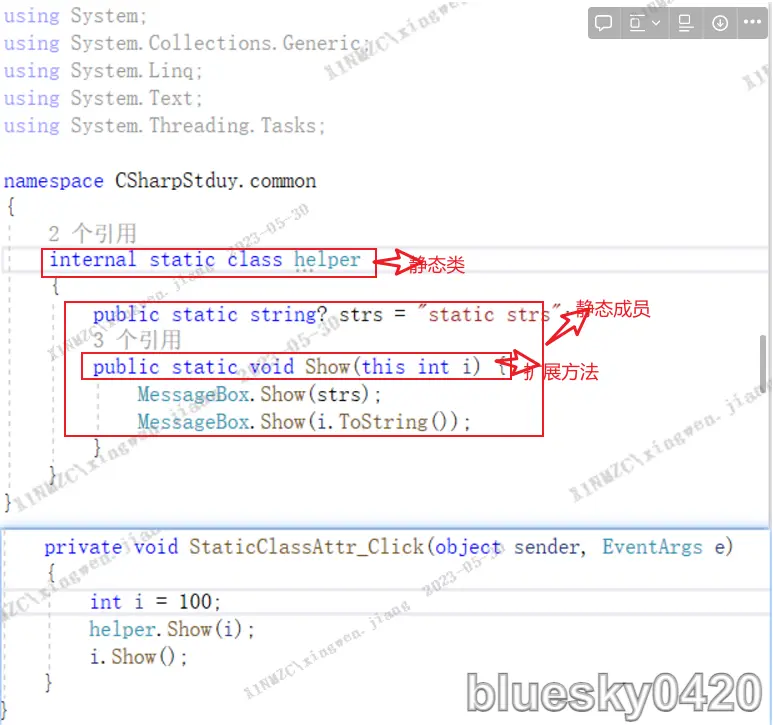 using System;
using System.Collections.Generic;
using System.Linq;
using System.Text;
using System.Threading.Tasks;
namespace CSharpStduy.common
{
2 个引用
internal static class helper
静态类
{
public static string? strs = "static strs";
静态成员
3 个引用
public static void Show(this int i) {
扩展方法
MessageBox.Show(strs);
MessageBox.Show(i.ToString());
}
}
}
private void StaticClassAttr_Click(object sender, EventArgs e)
{
int i = 100;
helper.Show(i);
i.Show();
}
}
XINWZC\xingwen.jiang 2023-05-30
bluesky0420